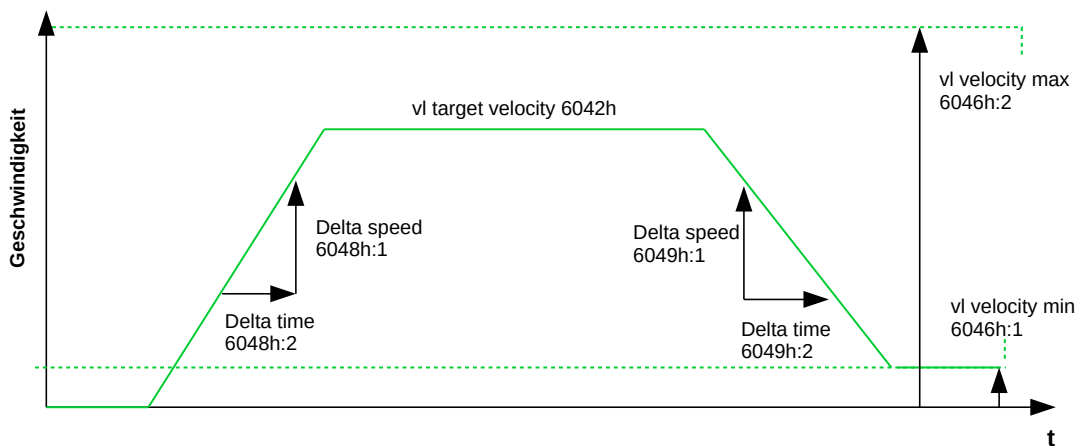 Geschwindigkeit
vl target velocity 6042h
vl velocity max
6046h:2
Delta speed
6048h:1
Delta time
6048h:2
Delta speed
6049h:1
Delta time
6049h:2
vl velocity min
6046h:1
t